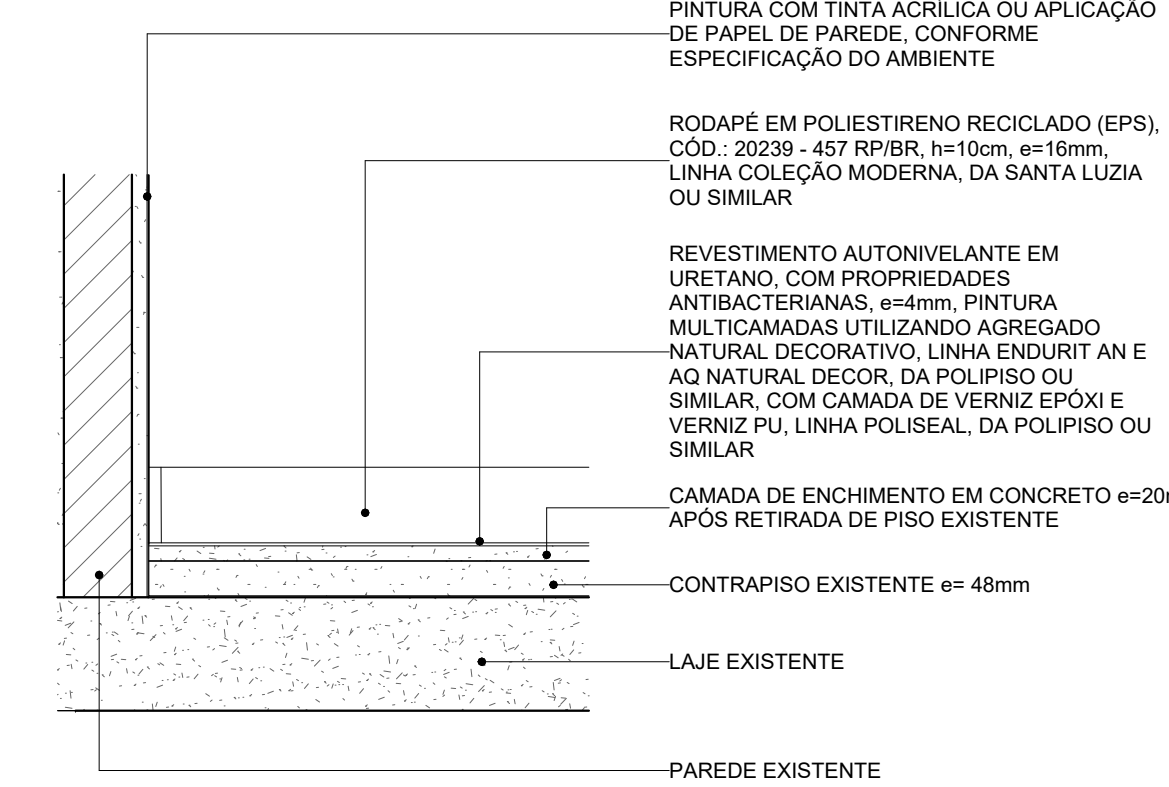 PINTURA COM TINTA ACRÍLICA OU APLICAÇÃO
DE PAPEL DE PAREDE, CONFORME
ESPECIFICAÇÃO DO AMBIENTE
RODAPÉ EM POLIESTIRENO RECICLADO (EPS),
CÓD.: 20239 - 457 RP/BR, h=10cm, e=16mm,
LINHA COLEÇÃO MODERNA, DA SANTA LUZIA
OU SIMILAR
REVESTIMENTO AUTONIVELANTE EM
URETANO, COM PROPRIEDADES
ANTIBACTERIANAS, e=4mm, PINTURA
MULTICAMADAS UTILIZANDO AGREGADO
NATURAL DECORATIVO, LINHA ENDURIT AN E
AQ NATURAL DECOR, DA POLIPISO OU
SIMILAR, COM CAMADA DE VERNIZ EPÓXI E
VERNIZ PU, LINHA POLISEAL, DA POLIPISO OU
SIMILAR
CAMADA DE ENCHIMENTO EM CONCRETO
APÓS RETIRADA DE PISO EXISTENTE
CONTRAPISO EXISTENTE e= 48mm
LAJE EXISTENTE
PAREDE EXISTENTE